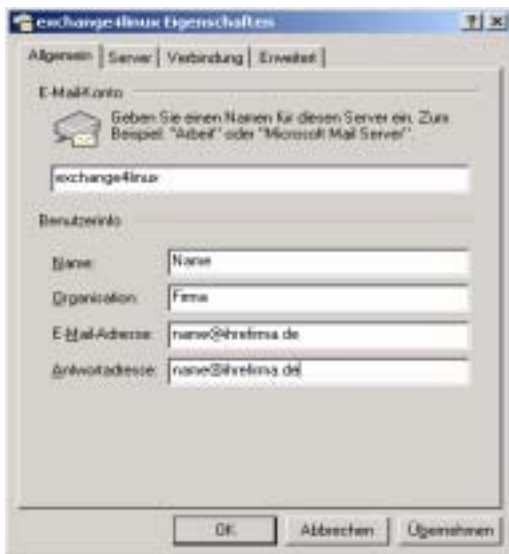 exchange4linux Eigenschaften
Allgemein Server Verbindung Erweitert
E-Mail-Konto
Geben Sie einen Namen für diesen Server ein. Zum
Beispiel: "Arbeit" oder "Microsoft Mail Server".
exchange4linux
Benutzerinfo
Name: Name
Organisation: Firma
E-Mail-Adresse: name@ihrefirma.de
Antwortadresse: name@ihrefirma.de
OK Abbrechen Übernehmen